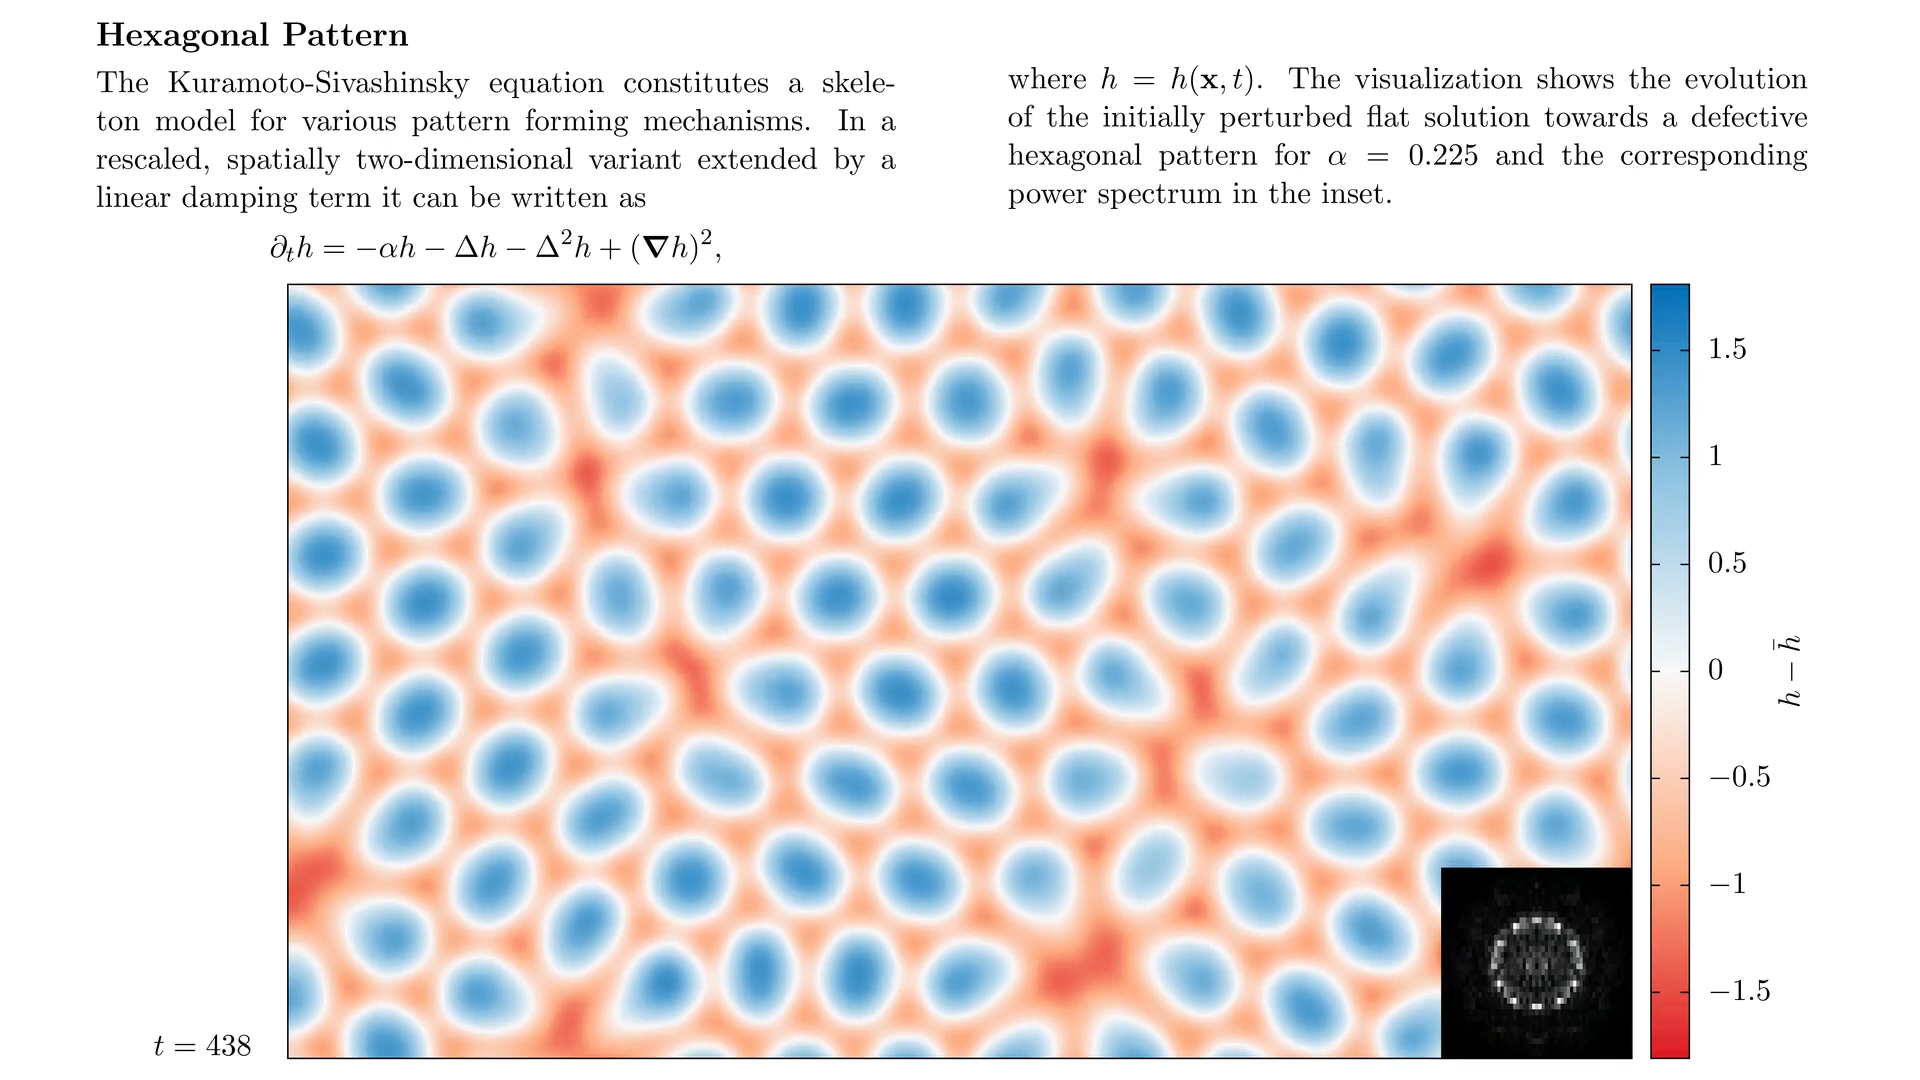 Hexagonal Pattern
The Kuramoto-Sivashinsky equation constitutes a skele-
ton model for various pattern forming mechanisms. In a
rescaled, spatially two-dimensional variant extended by a
linear damping term it can be written as
∂ₜh = −αh − Δh − Δ²h + (∇h)²,
where h = h(x, t). The visualization shows the evolution
of the initially perturbed flat solution towards a defective
hexagonal pattern for α = 0.225 and the corresponding
power spectrum in the inset.
1.5
1
0.5
0
−0.5
−1
−1.5
h − h̄
t = 438